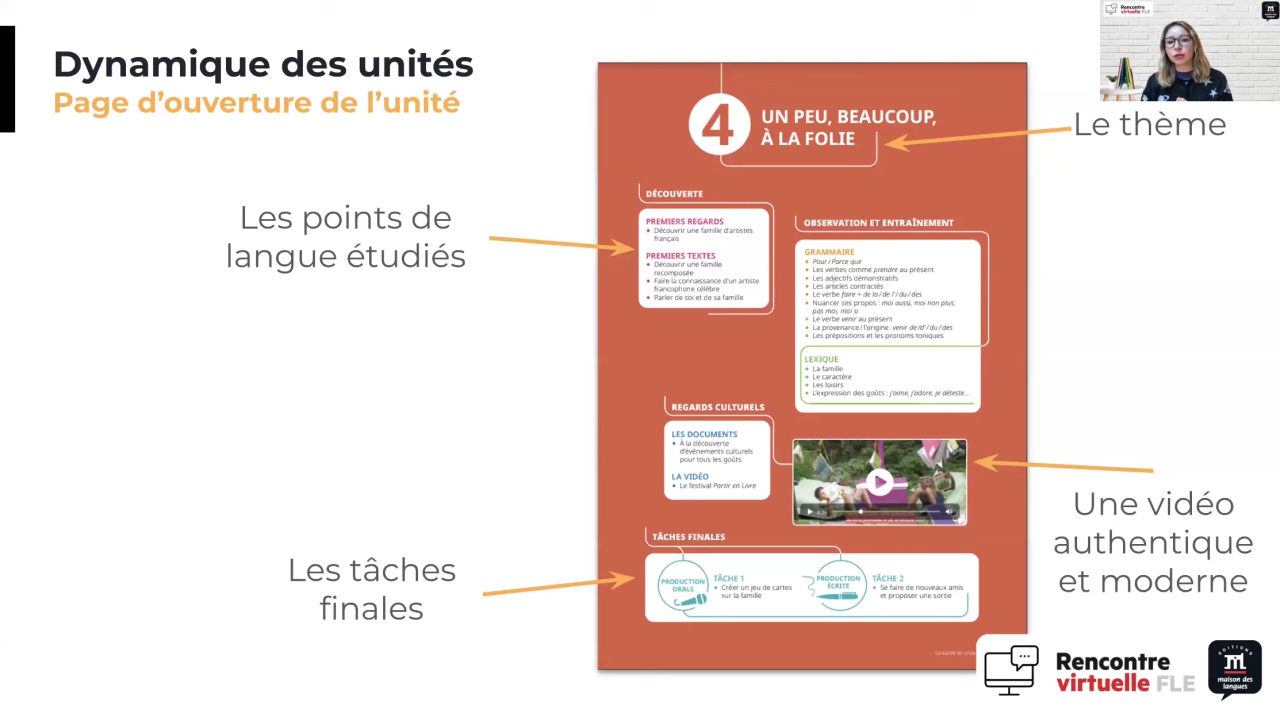 Dynamique des unités
Page d’ouverture de l’unité
Rencontre
virtuelle FLE
Le thème
Les points de
langue étudiés
Les tâches
finales
Une vidéo
authentique
et moderne
4
UN PEU, BEAUCOUP,
À LA FOLIE
DÉCOUVERTE
PREMIERS REGARDS
• Découvrir une famille d’artistes
français
PREMIERS TEXTES
• Découvrir une famille
recomposée
• Faire la connaissance d’un artiste
francophone célèbre
• Parler de soi et de sa famille
OBSERVATION ET ENTRAÎNEMENT
GRAMMAIRE
• Pour / Parce que
• Les verbes comme prendre au présent
• Les adjectifs démonstratifs
• Les articles contractés
• Le verbe faire + de la / de l’ / du / des
• Nuancer ses propos : moi aussi, moi non plus,
pas moi, moi si
• Le verbe venir au présent
• La provenance / l’origine : venir de /d’ / du / des
• Les prépositions et les pronoms toniques
LEXIQUE
• La famille
• Le caractère
• Les loisirs
• L’expression des goûts : j’aime, j’adore, je déteste...
REGARDS CULTURELS
LES DOCUMENTS
• À la découverte
d’événements culturels
pour tous les goûts
LA VIDÉO
• Le festival Partir en Livre
TÂCHES FINALES
PRODUCTION
ORALE
TÂCHE 1
• Créer un jeu de cartes
sur la famille
PRODUCTION
ÉCRITE
TÂCHE 2
• Se faire de nouveaux amis
et proposer une sortie
Rencontre
virtuelle FLE
ÉDITIONS
maison des
langues